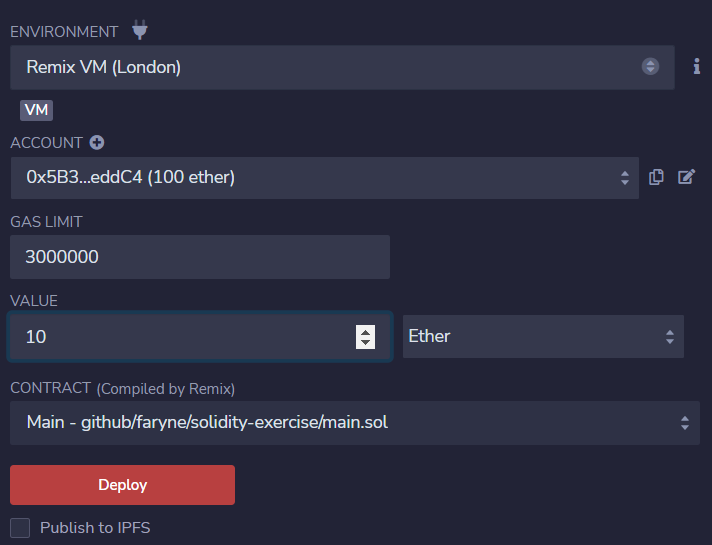 ENVIRONMENT
Remix VM (London)
VM
ACCOUNT
0x5B3...eddC4 (100 ether)
GAS LIMIT
3000000
VALUE
10
Ether
CONTRACT (Compiled by Remix)
Main - github/faryne/solidity-exercise/main.sol
Deploy
Publish to IPFS